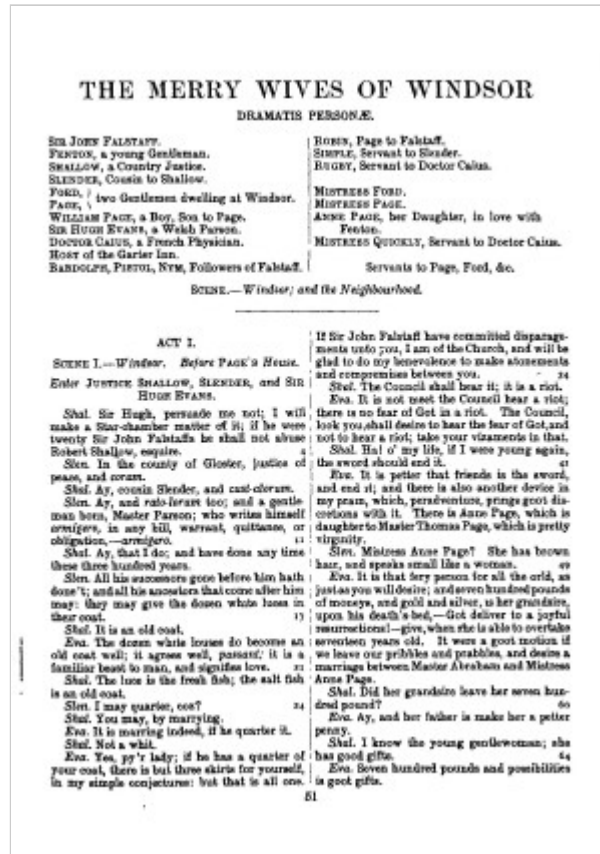 THE MERRY WIVES OF WINDSOR
DRAMATIS PERSONÆ.
SIR JOHN FALSTAFF.
FENTON, a young Gentleman.
SHALLOW, a Country Justice.
SLENDER, Cousin to Shallow.
FORD, } two Gentlemen dwelling at Windsor.
PAGE,
WILLIAM PAGE, a Boy, Son to Page.
SIR HUGH EVANS, a Welsh Parson.
DOCTOR CAIUS, a French Physician.
HOST of the Garter Inn.
BARDOLPH, PISTOL, NYM, Followers of Falstaff.
ROBIN, Page to Falstaff.
SIMPLE, Servant to Slender.
RUGBY, Servant to Doctor Caius.
MISTRESS FORD.
MISTRESS PAGE.
ANNE PAGE, her Daughter, in love with
Fenton.
MISTRESS QUICKLY, Servant to Doctor Caius.
Servants to Page, Ford, &c.
SCENE.—Windsor; and the Neighbourhood.
ACT I.
SCENE I.—Windsor. Before PAGE'S House.
Enter JUSTICE SHALLOW, SLENDER, and SIR
HUGH EVANS.
Shal. Sir Hugh, persuade me not; I will
make a Star-chamber matter of it; if he were
twenty Sir John Falstaffs he shall not abuse
Robert Shallow, esquire. 4
Slen. In the county of Gloster, justice of
peace, and coram.
Shal. Ay, cousin Slender, and cust-alorum.
Slen. Ay, and rato-lorum too; and a gentle-
man born, Master Parson; who writes himself
armigero, in any bill, warrant, quittance, or
obligation,—armigero. 11
Shal. Ay, that I do; and have done any time
these three hundred years.
Slen. All his successors gone before him hath
done't; and all his ancestors that come after him
may: they may give the dozen white luces in
their coat. 17
Shal. It is an old coat.
Eva. The dozen white louses do become an
old coat well; it agrees well, passant; it is a
familiar beast to man, and signifies love. 21
Shal. The luce is the fresh fish; the salt fish
is an old coat.
Slen. I may quarter, coz? 24
Shal. You may, by marrying.
Eva. It is marring indeed, if he quarter it.
Shal. Not a whit.
Eva. Yes, py'r lady; if he has a quarter of
your coat, there is but three skirts for yourself,
in my simple conjectures: but that is all one.
If Sir John Falstaff have committed disparage-
ments unto you, I am of the Church, and will be
glad to do my benevolence to make atonements
and compromises between you. 34
Shal. The Council shall hear it; it is a riot.
Eva. It is not meet the Council hear a riot;
there is no fear of Got in a riot. The Council,
look you, shall desire to hear the fear of Got, and
not to hear a riot; take your vizaments in that.
Shal. Ha! o' my life, if I were young again,
the sword should end it. 41
Eva. It is petter that friends is the sword,
and end it; and there is also another device in
my prain, which, peradventure, prings goot dis-
cretions with it. There is Anne Page, which is
daughter to Master Thomas Page, which is pretty
virginity.
Slen. Mistress Anne Page? She has brown
hair, and speaks small like a woman. 49
Eva. It is that fery person for all the orld, as
just as you will desire; and seven hundred pounds
of moneys, and gold and silver, is her grandsire,
upon his death's-bed,—Got deliver to a joyful
resurrections!—give, when she is able to overtake
seventeen years old. It were a goot motion if
we leave our pribbles and prabbles, and desire a
marriage between Master Abraham and Mistress
Anne Page.
Shal. Did her grandsire leave her seven hun-
dred pound? 60
Eva. Ay, and her father is make her a petter
penny.
Shal. I know the young gentlewoman; she
has good gifts. 64
Eva. Seven hundred pounds and possibilities
is goot gifts.
51